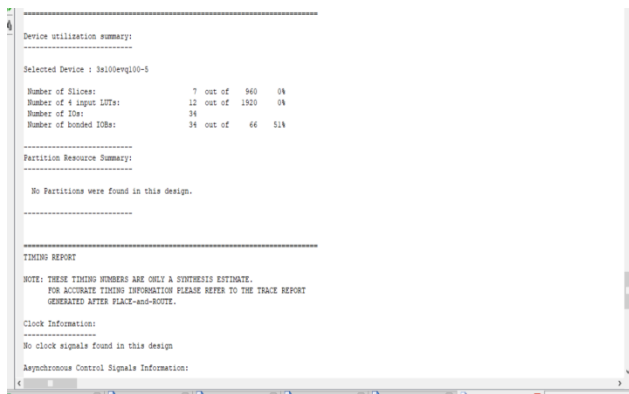 =========================================================================
Device utilization summary:
---------------------------
Selected Device : 3s100evq100-5
Number of Slices: 7 out of 960 0%
Number of 4 input LUTs: 12 out of 1920 0%
Number of IOs: 34
Number of bonded IOBs: 34 out of 66 51%
---------------------------
Partition Resource Summary:
---------------------------
No Partitions were found in this design.
---------------------------
=========================================================================
TIMING REPORT
NOTE: THESE TIMING NUMBERS ARE ONLY A SYNTHESIS ESTIMATE.
FOR ACCURATE TIMING INFORMATION PLEASE REFER TO THE TRACE REPORT
GENERATED AFTER PLACE-and-ROUTE.
Clock Information:
------------------
No clock signals found in this design
Asynchronous Control Signals Information: